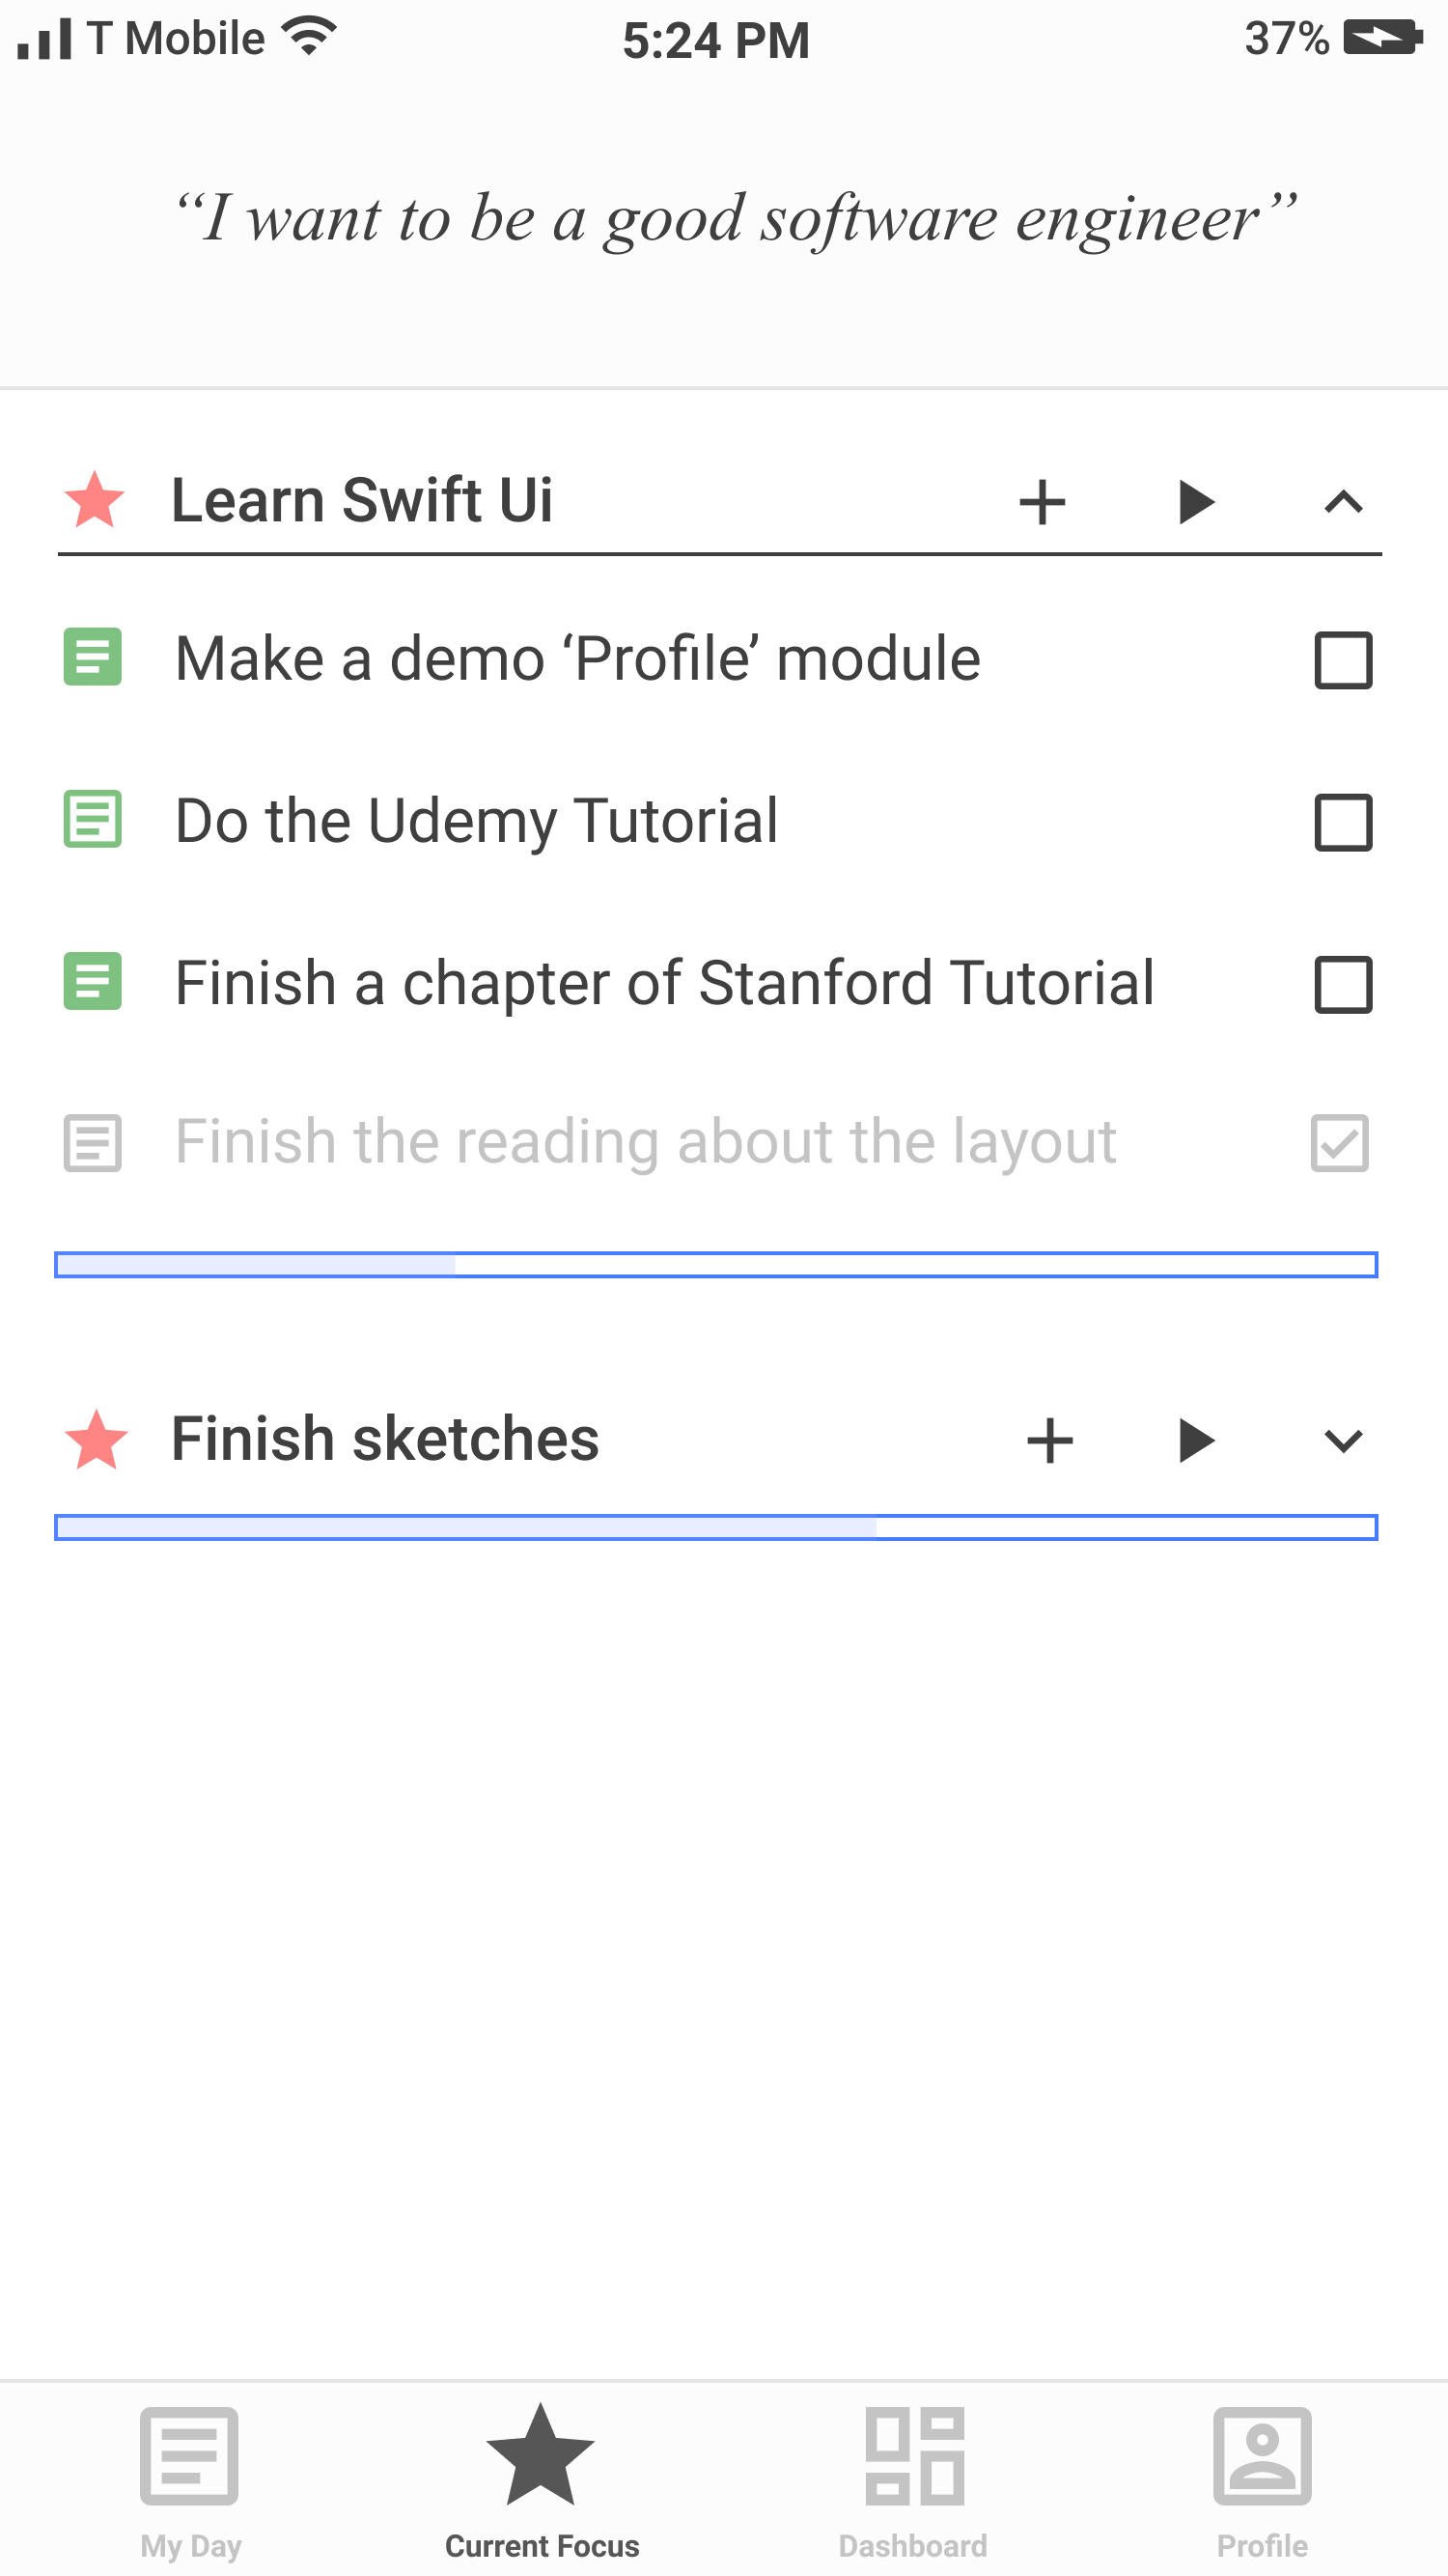 T Mobile 5:24 PM 37%
“I want to be a good software engineer”
Learn Swift Ui
Make a demo ‘Profile’ module
Do the Udemy Tutorial
Finish a chapter of Stanford Tutorial
Finish the reading about the layout
Finish sketches
My Day Current Focus Dashboard Profile